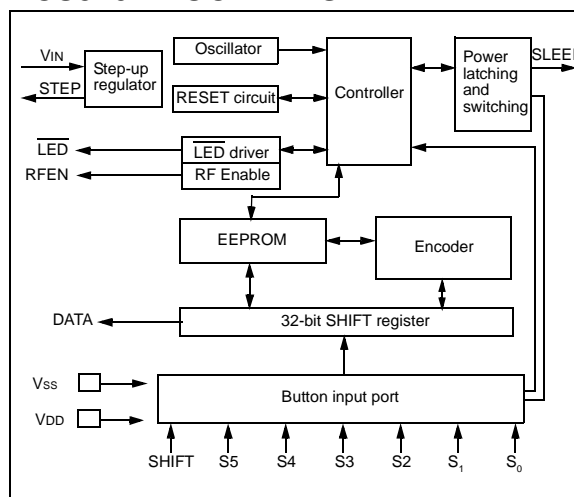 VIN
STEP
Step-up
regulator
Oscillator
RESET circuit
Controller
Power
latching
and
switching
LED
RFEN
LED driver
RF Enable
EEPROM
Encoder
DATA
32-bit SHIFT register
VSS
VDD
Button input port
SHIFT S5 S4 S3 S2 S1 S0